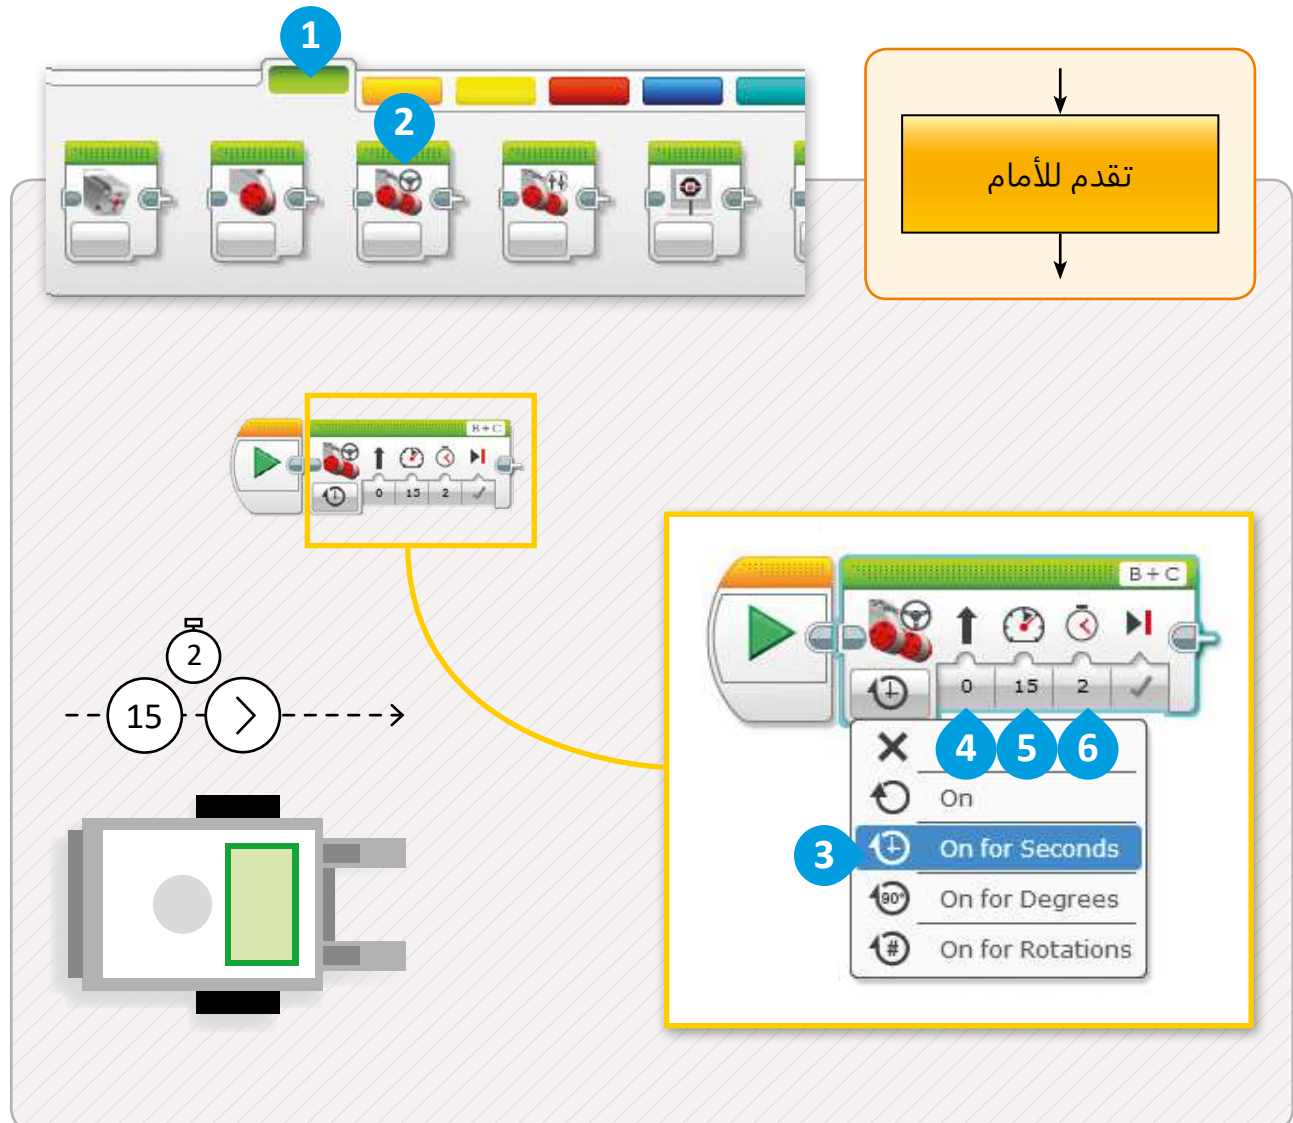 1
2
تقدم للأمام
B+C
0 15 2
2
15
B+C
0 15 2
4 5 6
On
3
On for Seconds
90°
On for Degrees
#
On for Rotations